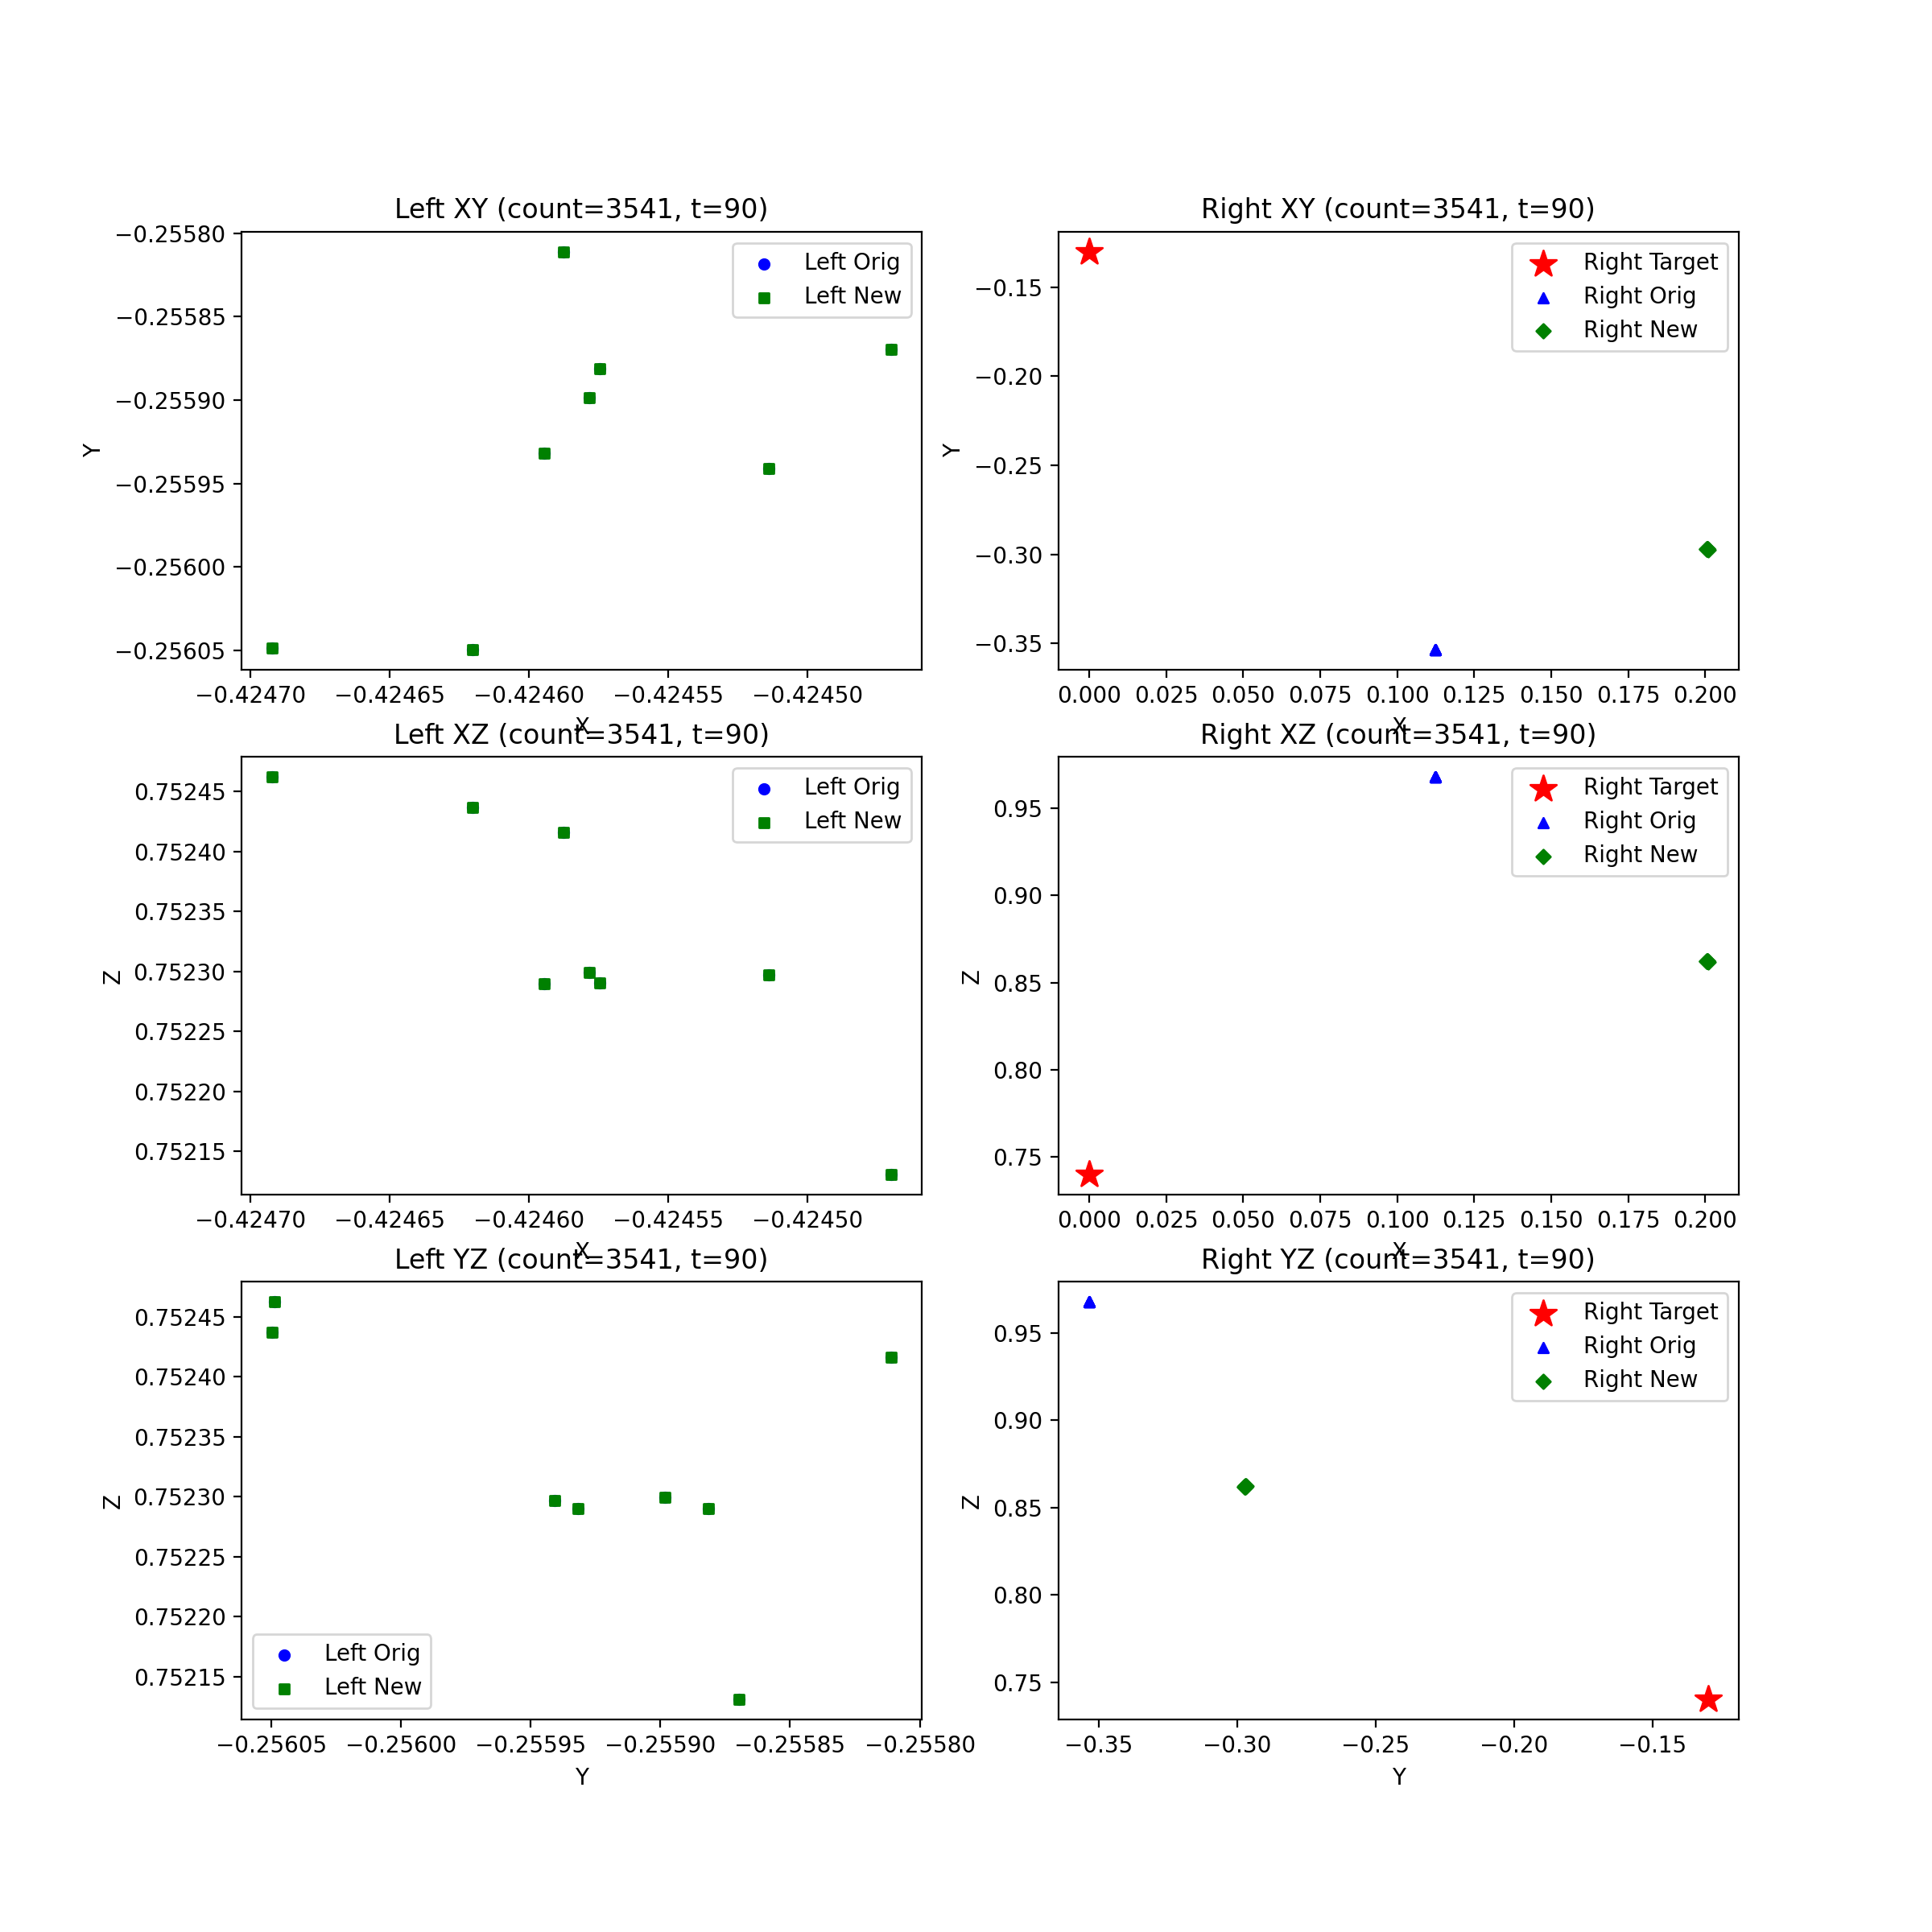 Left XY (count=3541, t=90)
−0.25580
−0.25585
−0.25590
−0.25595
−0.25600
−0.25605
Y
−0.42470 −0.42465 −0.42460 −0.42455 −0.42450
X
Left Orig
Left New
Right XY (count=3541, t=90)
−0.15
−0.20
−0.25
−0.30
−0.35
Y
0.000 0.025 0.050 0.075 0.100 0.125 0.150 0.175 0.200
X
Right Target
Right Orig
Right New
Left XZ (count=3541, t=90)
0.75245
0.75240
0.75235
0.75230
0.75225
0.75220
0.75215
Z
−0.42470 −0.42465 −0.42460 −0.42455 −0.42450
X
Left Orig
Left New
Right XZ (count=3541, t=90)
0.95
0.90
0.85
0.80
0.75
Z
0.000 0.025 0.050 0.075 0.100 0.125 0.150 0.175 0.200
X
Right Target
Right Orig
Right New
Left YZ (count=3541, t=90)
0.75245
0.75240
0.75235
0.75230
0.75225
0.75220
0.75215
Z
−0.25605 −0.25600 −0.25595 −0.25590 −0.25585 −0.25580
Y
Left Orig
Left New
Right YZ (count=3541, t=90)
0.95
0.90
0.85
0.80
0.75
Z
−0.35 −0.30 −0.25 −0.20 −0.15
Y
Right Target
Right Orig
Right New